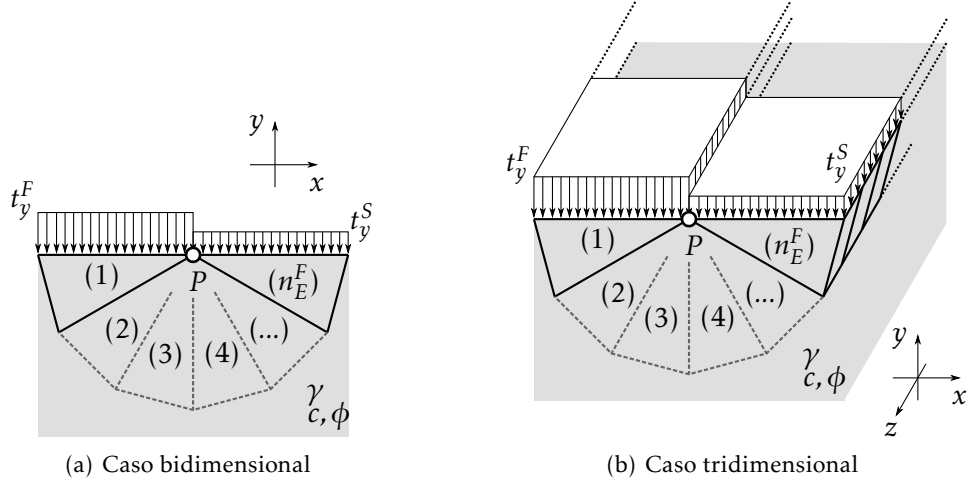 y
x
t_y^F
t_y^S
(1)
P
(n_E^F)
(2)
(3)
(4)
(...)
γ
c, ϕ
(a) Caso bidimensional
t_y^F
t_y^S
(1)
P
(n_E^F)
(2)
(3)
(4)
(...)
γ
c, ϕ
y
x
z
(b) Caso tridimensional